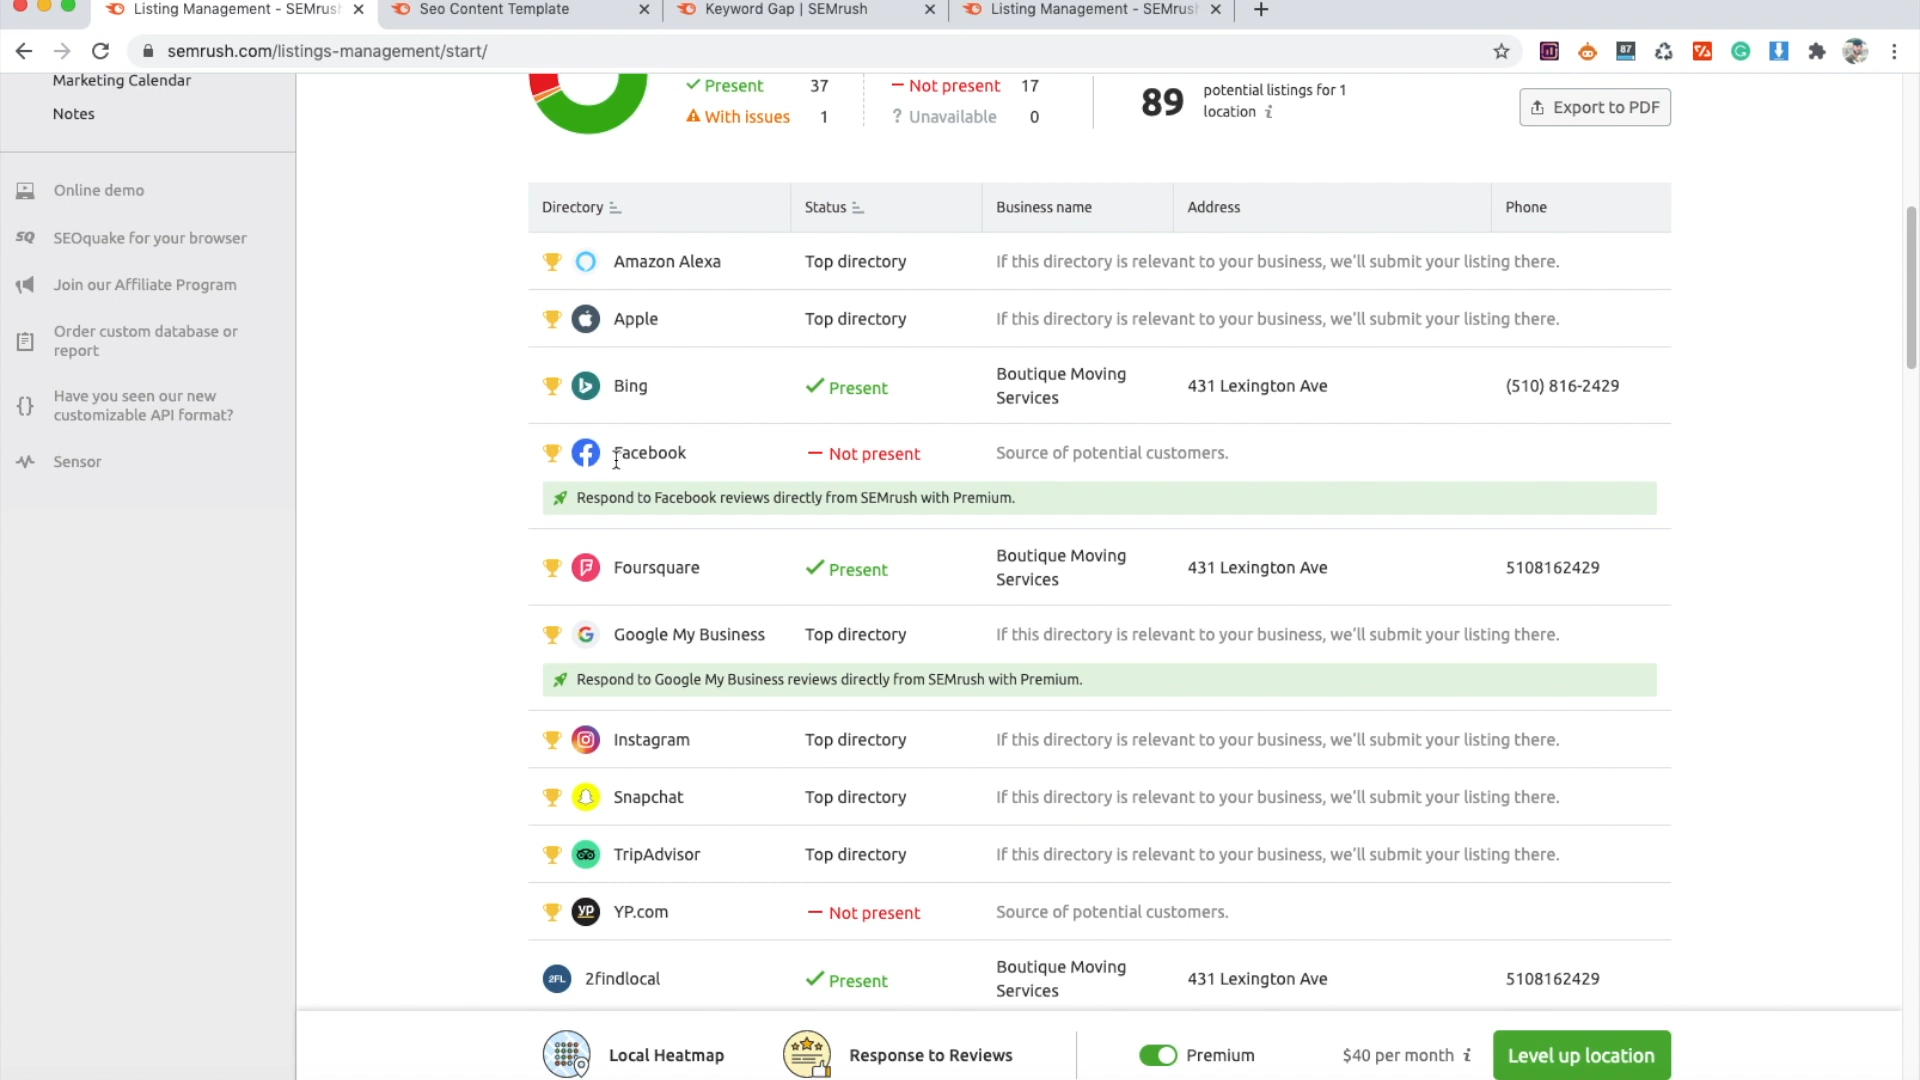 Listing Management - SEMrush
Seo Content Template
Keyword Gap | SEMrush
Listing Management - SEMrush
semrush.com/listings-management/start/
87
Marketing Calendar
Notes
Online demo
SQ SEOquake for your browser
Join our Affiliate Program
Order custom database or
report
Have you seen our new
customizable API format?
Sensor
Present 37
Not present 17
With issues 1
? Unavailable 0
89
potential listings for 1
location i
Export to PDF
Directory Status Business name Address Phone
Amazon Alexa Top directory If this directory is relevant to your business, we'll submit your listing there.
Apple Top directory If this directory is relevant to your business, we'll submit your listing there.
Bing Present Boutique Moving
Services 431 Lexington Ave (510) 816-2429
Facebook Not present Source of potential customers.
Respond to Facebook reviews directly from SEMrush with Premium.
Foursquare Present Boutique Moving
Services 431 Lexington Ave 5108162429
Google My Business Top directory If this directory is relevant to your business, we'll submit your listing there.
Respond to Google My Business reviews directly from SEMrush with Premium.
Instagram Top directory If this directory is relevant to your business, we'll submit your listing there.
Snapchat Top directory If this directory is relevant to your business, we'll submit your listing there.
TripAdvisor Top directory If this directory is relevant to your business, we'll submit your listing there.
YP YP.com Not present Source of potential customers.
2FL 2findlocal Present Boutique Moving
Services 431 Lexington Ave 5108162429
Local Heatmap
Response to Reviews
Premium
$40 per month i
Level up location